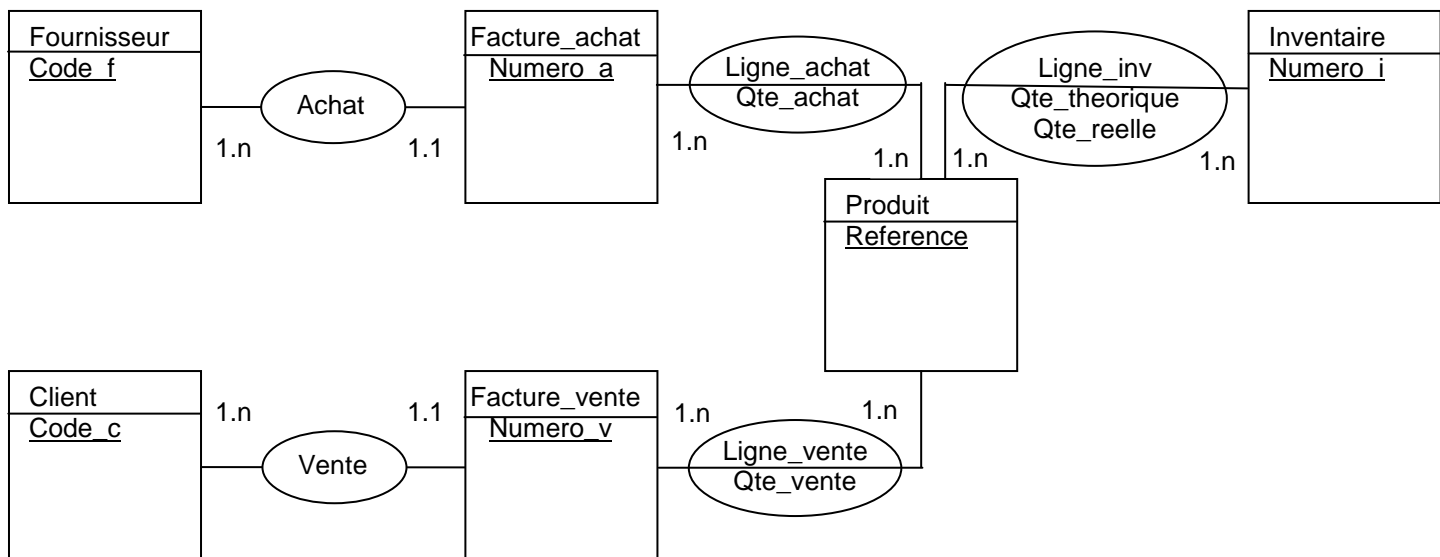 Fournisseur
Code_f
Achat
1.n
1.1
Facture_achat
Numero_a
Ligne_achat
Qte_achat
1.n
1.n
Ligne_inv
Qte_theorique
Qte_reelle
1.n
1.n
Inventaire
Numero_i
Produit
Reference
Client
Code_c
1.n
1.1
Vente
Facture_vente
Numero_v
1.n
1.n
Ligne_vente
Qte_vente